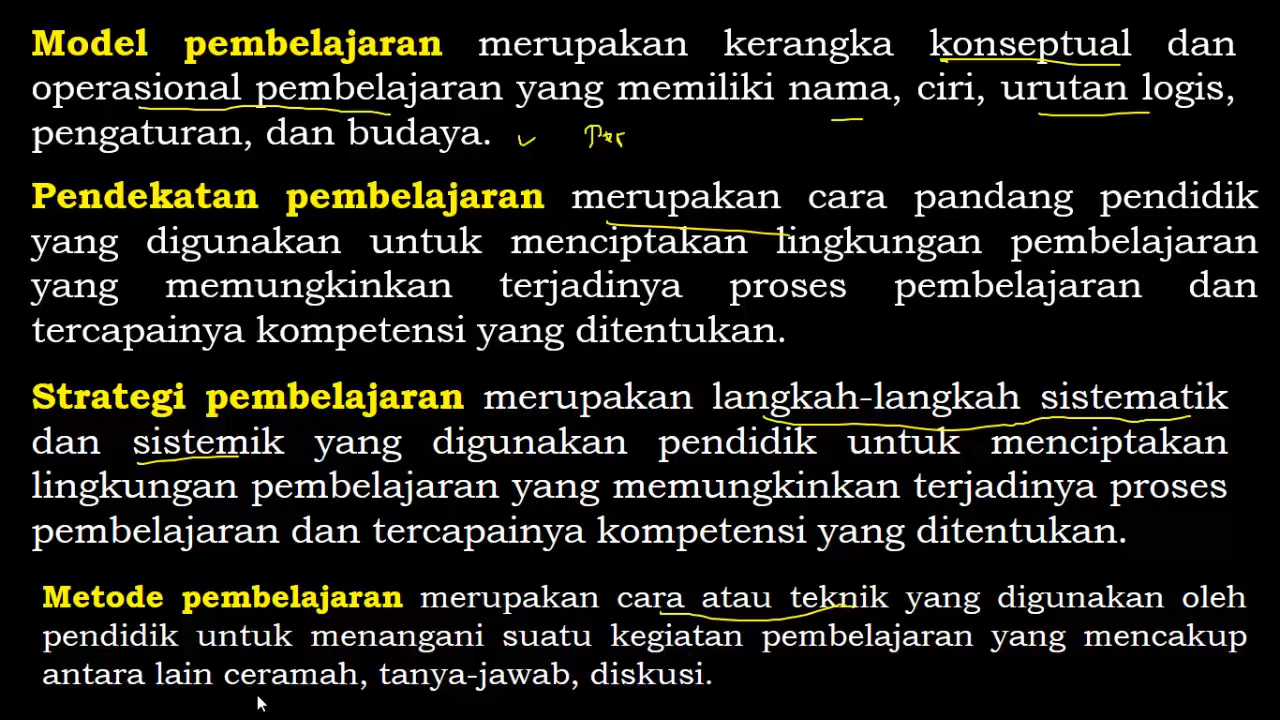 Model pembelajaran merupakan kerangka konseptual dan
operasional pembelajaran yang memiliki nama, ciri, urutan logis,
pengaturan, dan budaya.
Pendekatan pembelajaran merupakan cara pandang pendidik
yang digunakan untuk menciptakan lingkungan pembelajaran
yang memungkinkan terjadinya proses pembelajaran dan
tercapainya kompetensi yang ditentukan.
Strategi pembelajaran merupakan langkah-langkah sistematik
dan sistemik yang digunakan pendidik untuk menciptakan
lingkungan pembelajaran yang memungkinkan terjadinya proses
pembelajaran dan tercapainya kompetensi yang ditentukan.
Metode pembelajaran merupakan cara atau teknik yang digunakan oleh
pendidik untuk menangani suatu kegiatan pembelajaran yang mencakup
antara lain ceramah, tanya-jawab, diskusi.